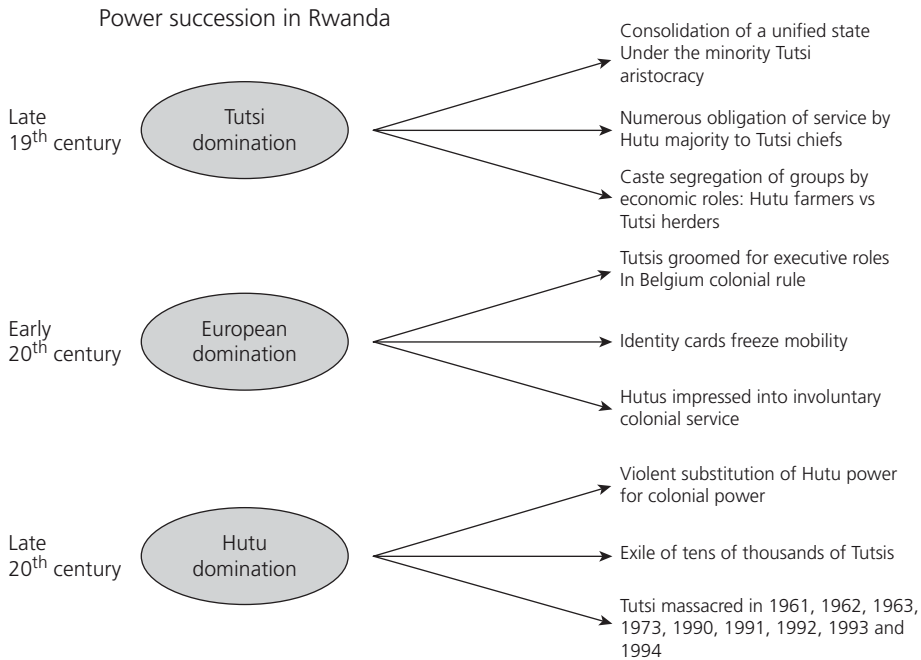 Power succession in Rwanda
Late
19th century
Tutsi
domination
Consolidation of a unified state
Under the minority Tutsi
aristocracy
Numerous obligation of service by
Hutu majority to Tutsi chiefs
Caste segregation of groups by
economic roles: Hutu farmers vs
Tutsi herders
Early
20th century
European
domination
Tutsis groomed for executive roles
In Belgium colonial rule
Identity cards freeze mobility
Hutus impressed into involuntary
colonial service
Late
20th century
Hutu
domination
Violent substitution of Hutu power
for colonial power
Exile of tens of thousands of Tutsis
Tutsi massacred in 1961, 1962, 1963,
1973, 1990, 1991, 1992, 1993 and
1994